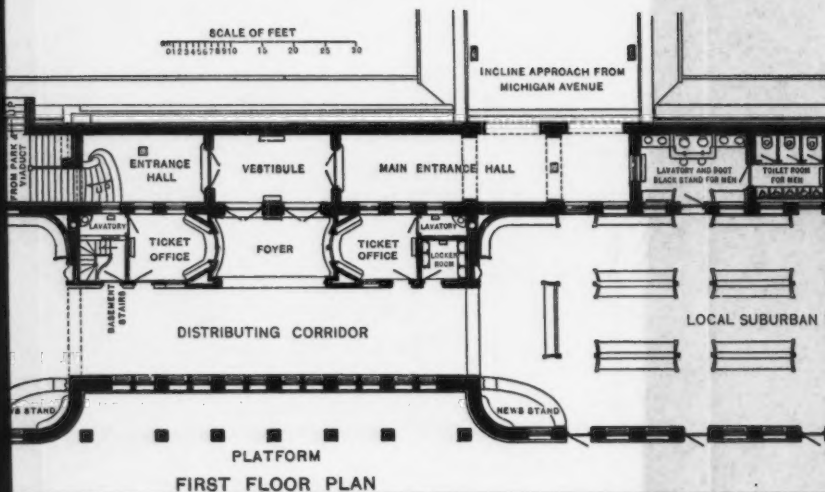 SCALE OF FEET
0 1 2 3 4 5 6 7 8 9 10 15 20 25 30
INCLINE APPROACH FROM
MICHIGAN AVENUE
UP
FROM PARK
VIADUCT
ENTRANCE
HALL
UP
VESTIBULE
MAIN ENTRANCE HALL
LAVATORY AND BOOT
BLACK STAND FOR MEN
TOILET ROOM
FOR MEN
LAVATORY
TICKET
OFFICE
FOYER
TICKET
OFFICE
LAVATORY
LOCKER
ROOM
BASEMENT
STAIRS
DISTRIBUTING CORRIDOR
LOCAL SUBURBAN
NEWS STAND
NEWS STAND
PLATFORM
FIRST FLOOR PLAN